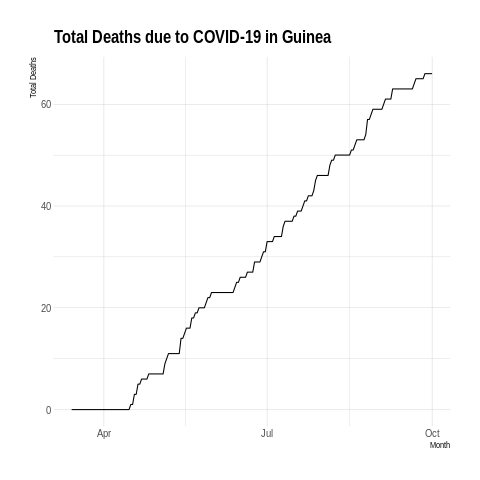 Total Deaths due to COVID-19 in Guinea
Total Deaths
60
40
20
0
Apr Jul Oct
Month